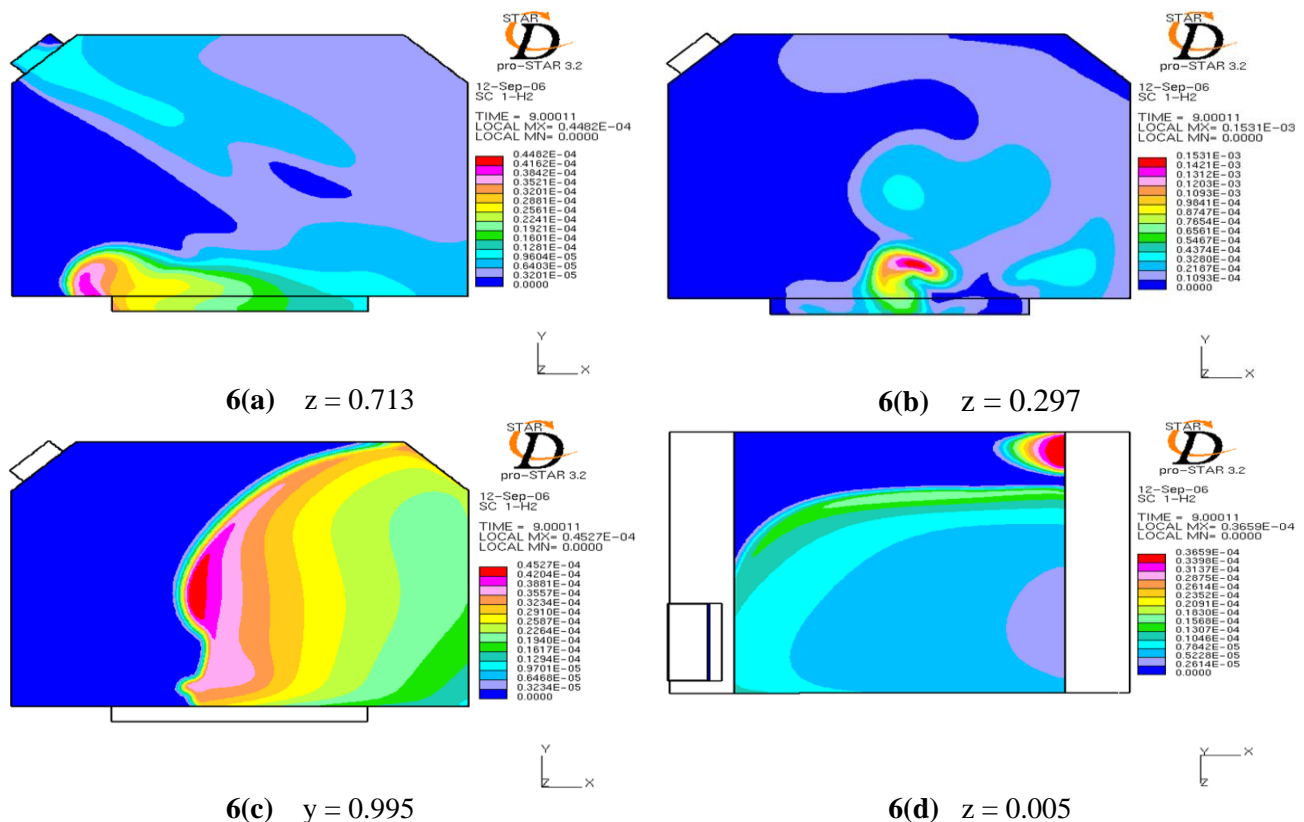 STAR
CD
pro-STAR 3.2
12-Sep-06
SC 1-H2
TIME = 9.00011
LOCAL MX= 0.4482E-04
LOCAL MN= 0.0000
0.4482E-04
0.4162E-04
0.3842E-04
0.3521E-04
0.3201E-04
0.2881E-04
0.2561E-04
0.2241E-04
0.1921E-04
0.1601E-04
0.1281E-04
0.9604E-05
0.6403E-05
0.3201E-05
0.0000
Y
Z X
6(a) z = 0.713
STAR
CD
pro-STAR 3.2
12-Sep-06
SC 1-H2
TIME = 9.00011
LOCAL MX= 0.1531E-03
LOCAL MN= 0.0000
0.1531E-03
0.1421E-03
0.1312E-03
0.1203E-03
0.1093E-03
0.9841E-04
0.8747E-04
0.7654E-04
0.6561E-04
0.5467E-04
0.4374E-04
0.3280E-04
0.2187E-04
0.1093E-04
0.0000
Y
Z X
6(b) z = 0.297
STAR
CD
pro-STAR 3.2
12-Sep-06
SC 1-H2
TIME = 9.00011
LOCAL MX= 0.4527E-04
LOCAL MN= 0.0000
0.4527E-04
0.4204E-04
0.3881E-04
0.3557E-04
0.3234E-04
0.2910E-04
0.2587E-04
0.2264E-04
0.1940E-04
0.1617E-04
0.1294E-04
0.9701E-05
0.6468E-05
0.3234E-05
0.0000
Y
Z X
6(c) y = 0.995
STAR
CD
pro-STAR 3.2
12-Sep-06
SC 1-H2
TIME = 9.00011
LOCAL MX= 0.3659E-04
LOCAL MN= 0.0000
0.3659E-04
0.3398E-04
0.3137E-04
0.2875E-04
0.2614E-04
0.2352E-04
0.2091E-04
0.1830E-04
0.1568E-04
0.1307E-04
0.1046E-04
0.7842E-05
0.5228E-05
0.2614E-05
0.0000
Y X
Z
6(d) z = 0.005